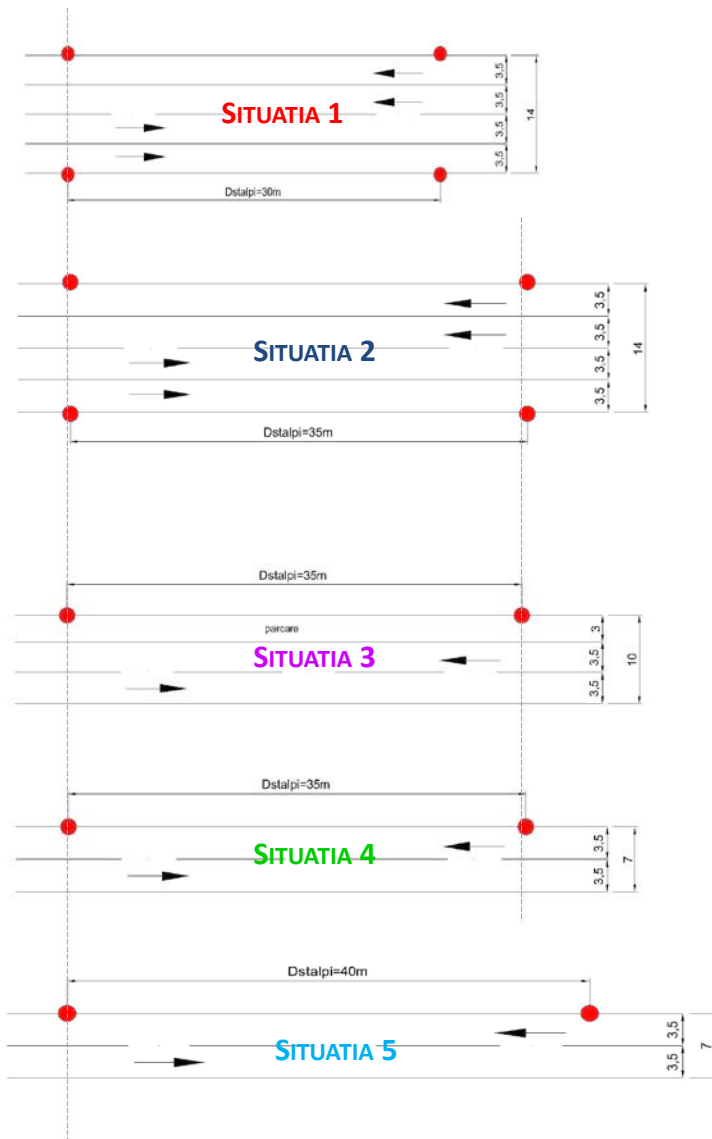 3,5
3,5
SITUATIA 1
14
3,5
3,5
Dstalpi=30m
3,5
3,5
SITUATIA 2
14
3,5
3,5
Dstalpi=35m
Dstalpi=35m
parcare
3
SITUATIA 3
3,5
10
3,5
Dstalpi=35m
3,5
SITUATIA 4
7
3,5
Dstalpi=40m
3,5
SITUATIA 5
7
3,5